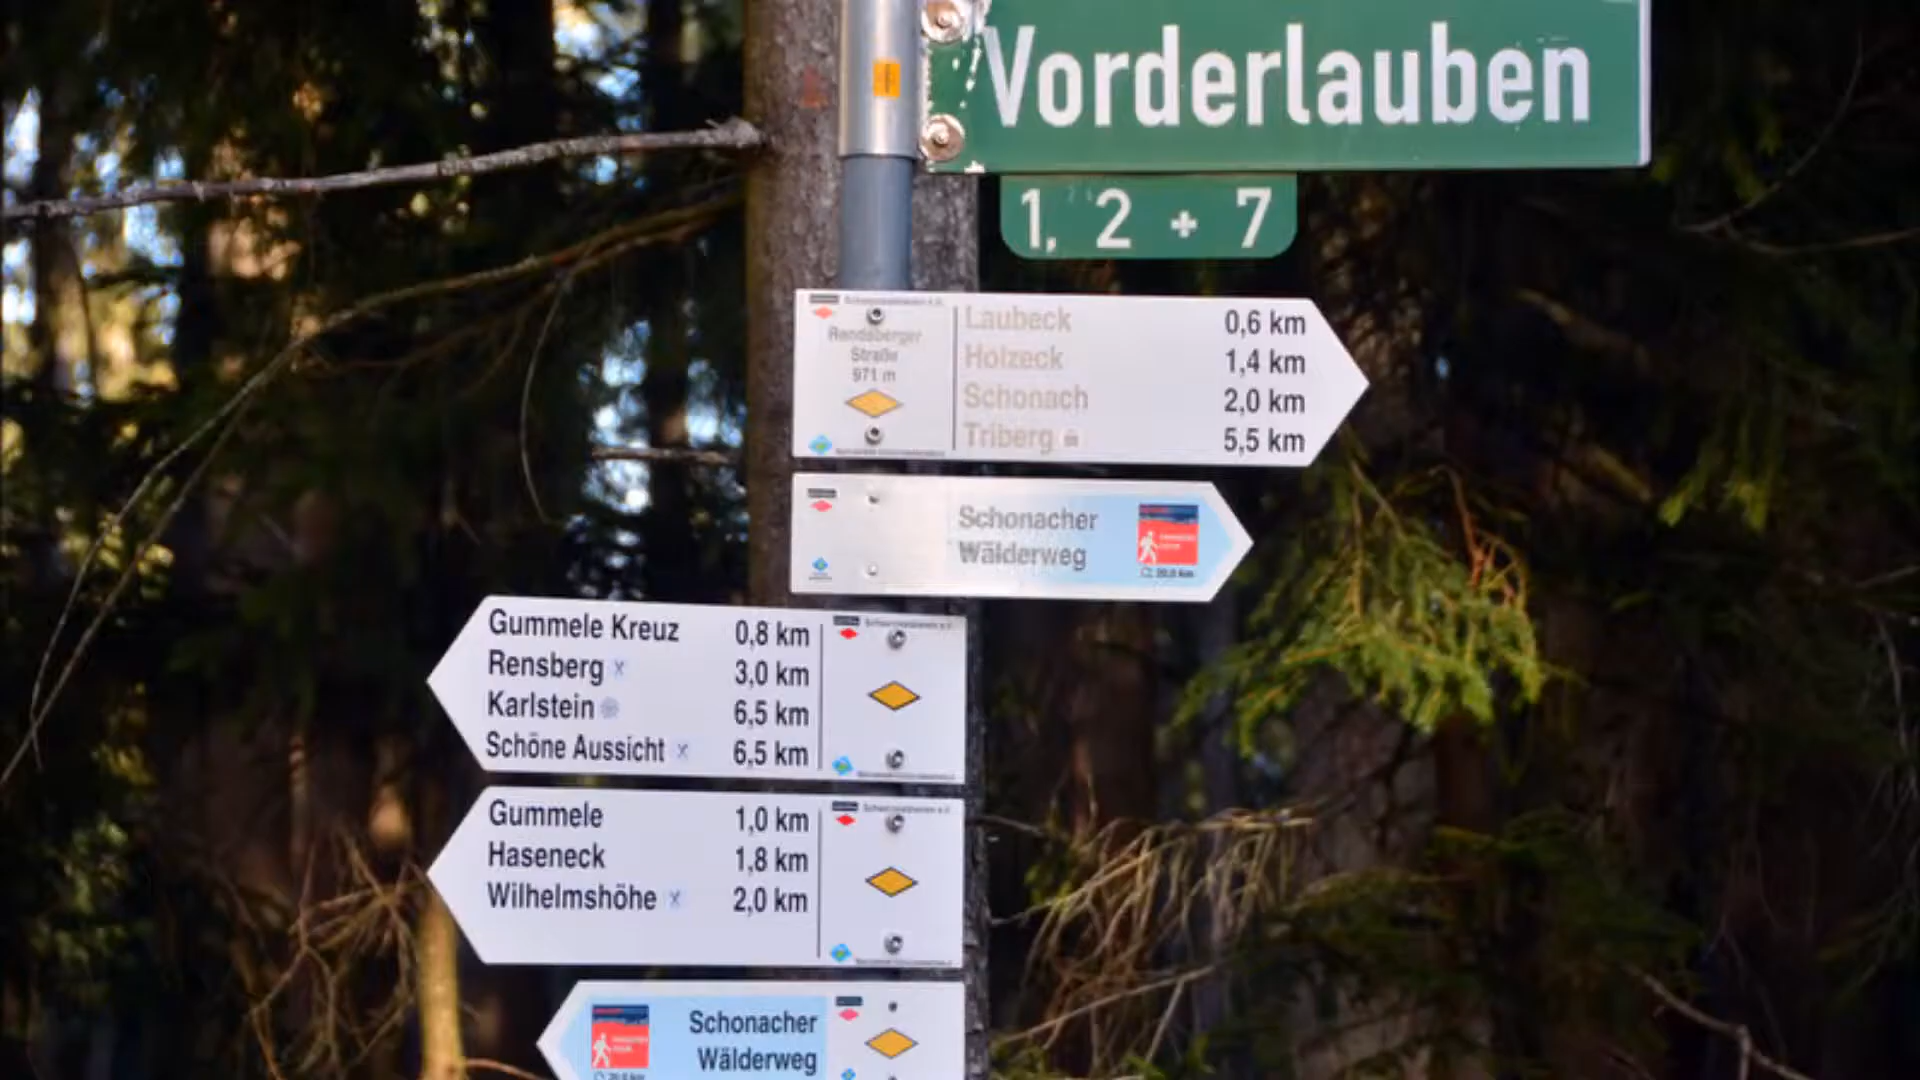 Vorderlauben
1, 2 + 7
Rensberger
Straße
971 m
Laubeck 0,6 km
Holzeck 1,4 km
Schonach 2,0 km
Triberg 5,5 km
Schonacher
Wälderweg
Gummele Kreuz 0,8 km
Rensberg 3,0 km
Karlstein 6,5 km
Schöne Aussicht 6,5 km
Gummele 1,0 km
Haseneck 1,8 km
Wilhelmshöhe 2,0 km
Schonacher
Wälderweg